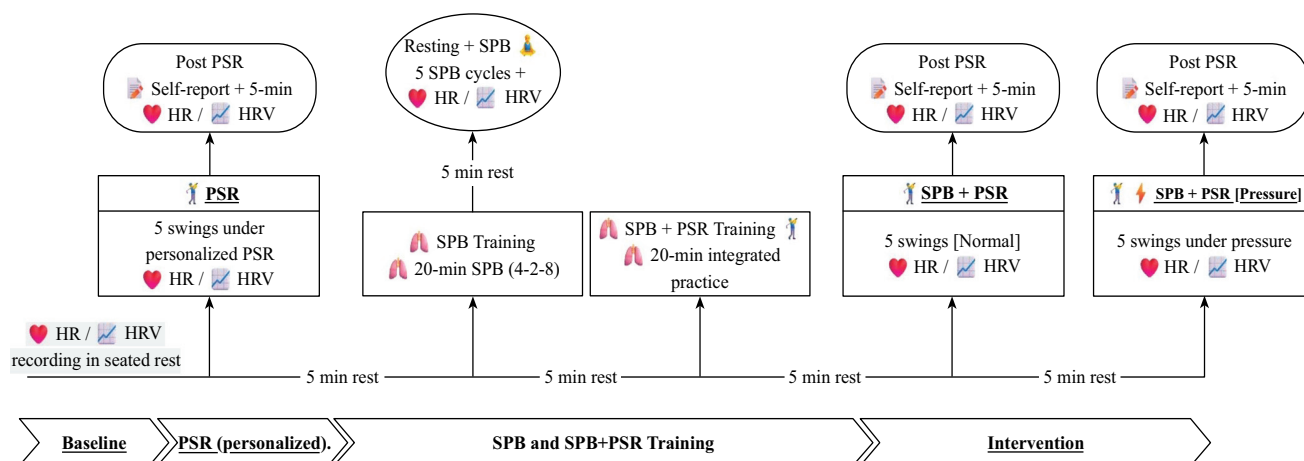 Post PSR
Self-report + 5-min
HR / HRV
Resting + SPB
5 SPB cycles +
HR / HRV
Post PSR
Self-report + 5-min
HR / HRV
Post PSR
Self-report + 5-min
HR / HRV
5 min rest
PSR
5 swings under
personalized PSR
HR / HRV
SPB Training
20-min SPB (4-2-8)
SPB + PSR Training
20-min integrated
practice
SPB + PSR
5 swings [Normal]
HR / HRV
SPB + PSR [Pressure]
5 swings under pressure
HR / HRV
HR / HRV
recording in seated rest
5 min rest
5 min rest
5 min rest
5 min rest
Baseline
PSR (personalized).
SPB and SPB+PSR Training
Intervention